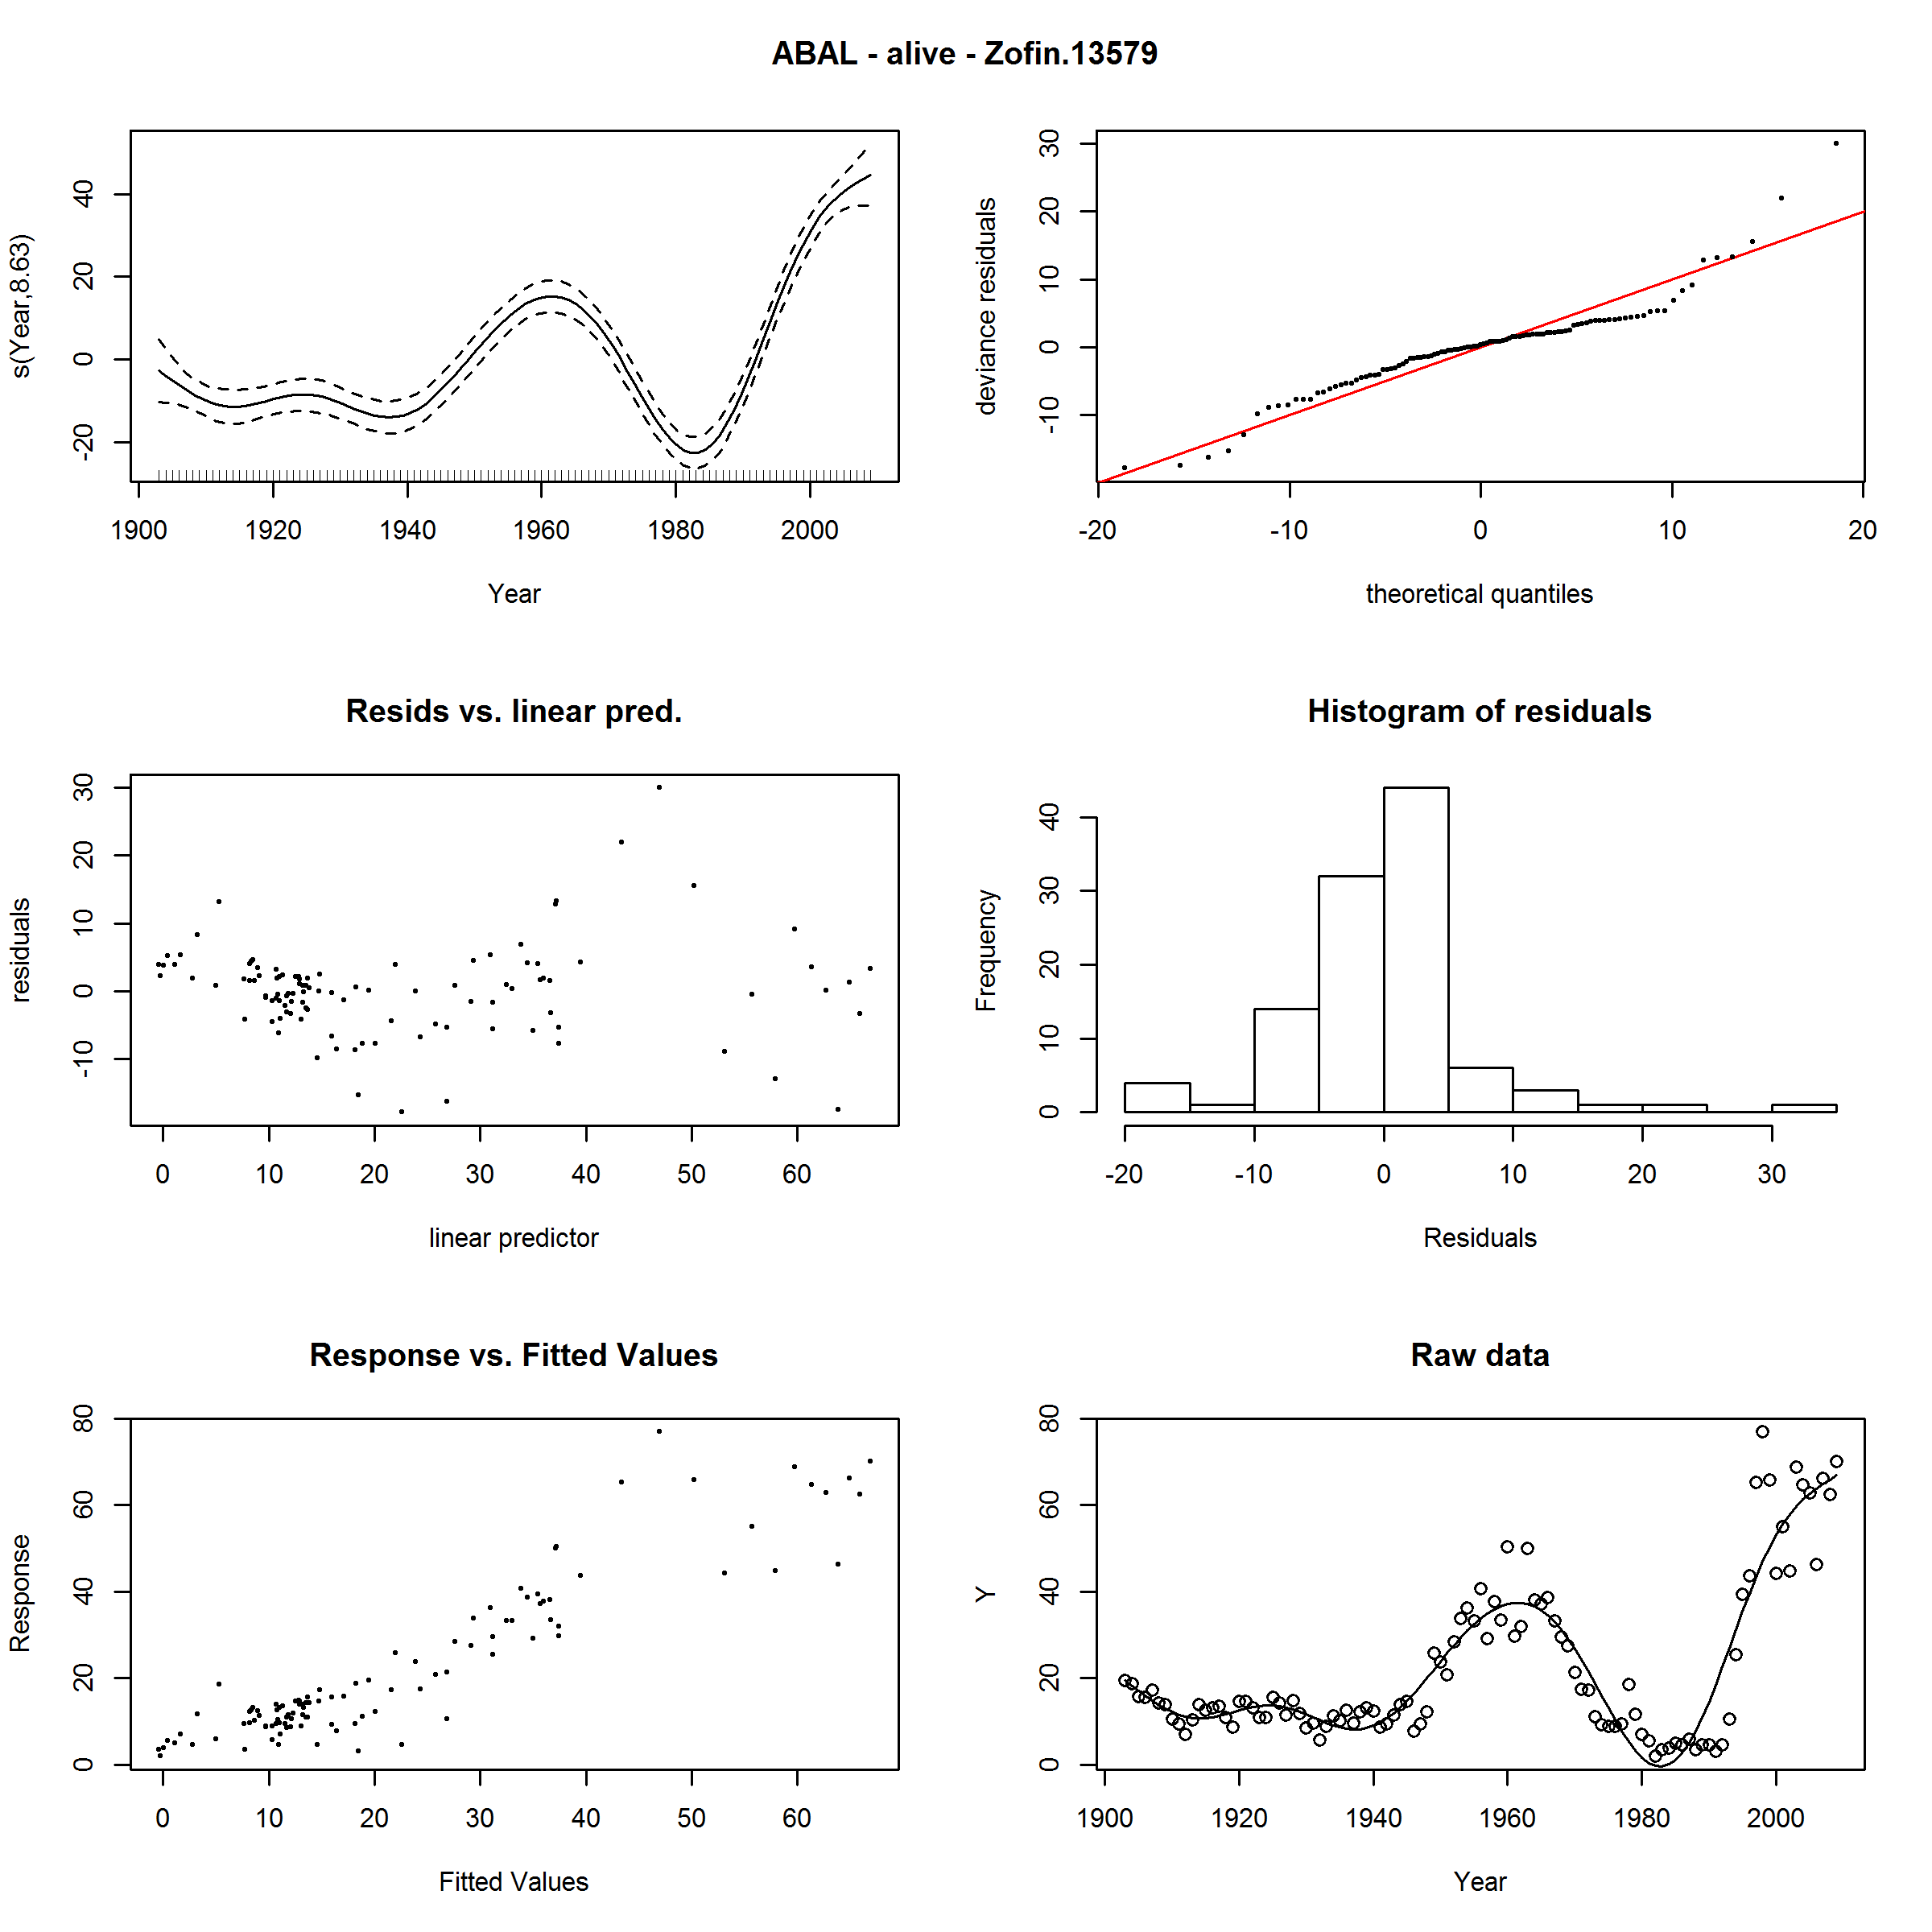 ABAL - alive - Zofin.13579
s(Year,8.63)
40
20
0
-20
1900 1920 1940 1960 1980 2000
Year
deviance residuals
30
20
10
0
-10
-20 -10 0 10 20
theoretical quantiles
Resids vs. linear pred.
residuals
30
20
10
0
-10
0 10 20 30 40 50 60
linear predictor
Histogram of residuals
Frequency
40
30
20
10
0
-20 -10 0 10 20 30
Residuals
Response vs. Fitted Values
Response
80
60
40
20
0
0 10 20 30 40 50 60
Fitted Values
Raw data
Y
80
60
40
20
0
1900 1920 1940 1960 1980 2000
Year